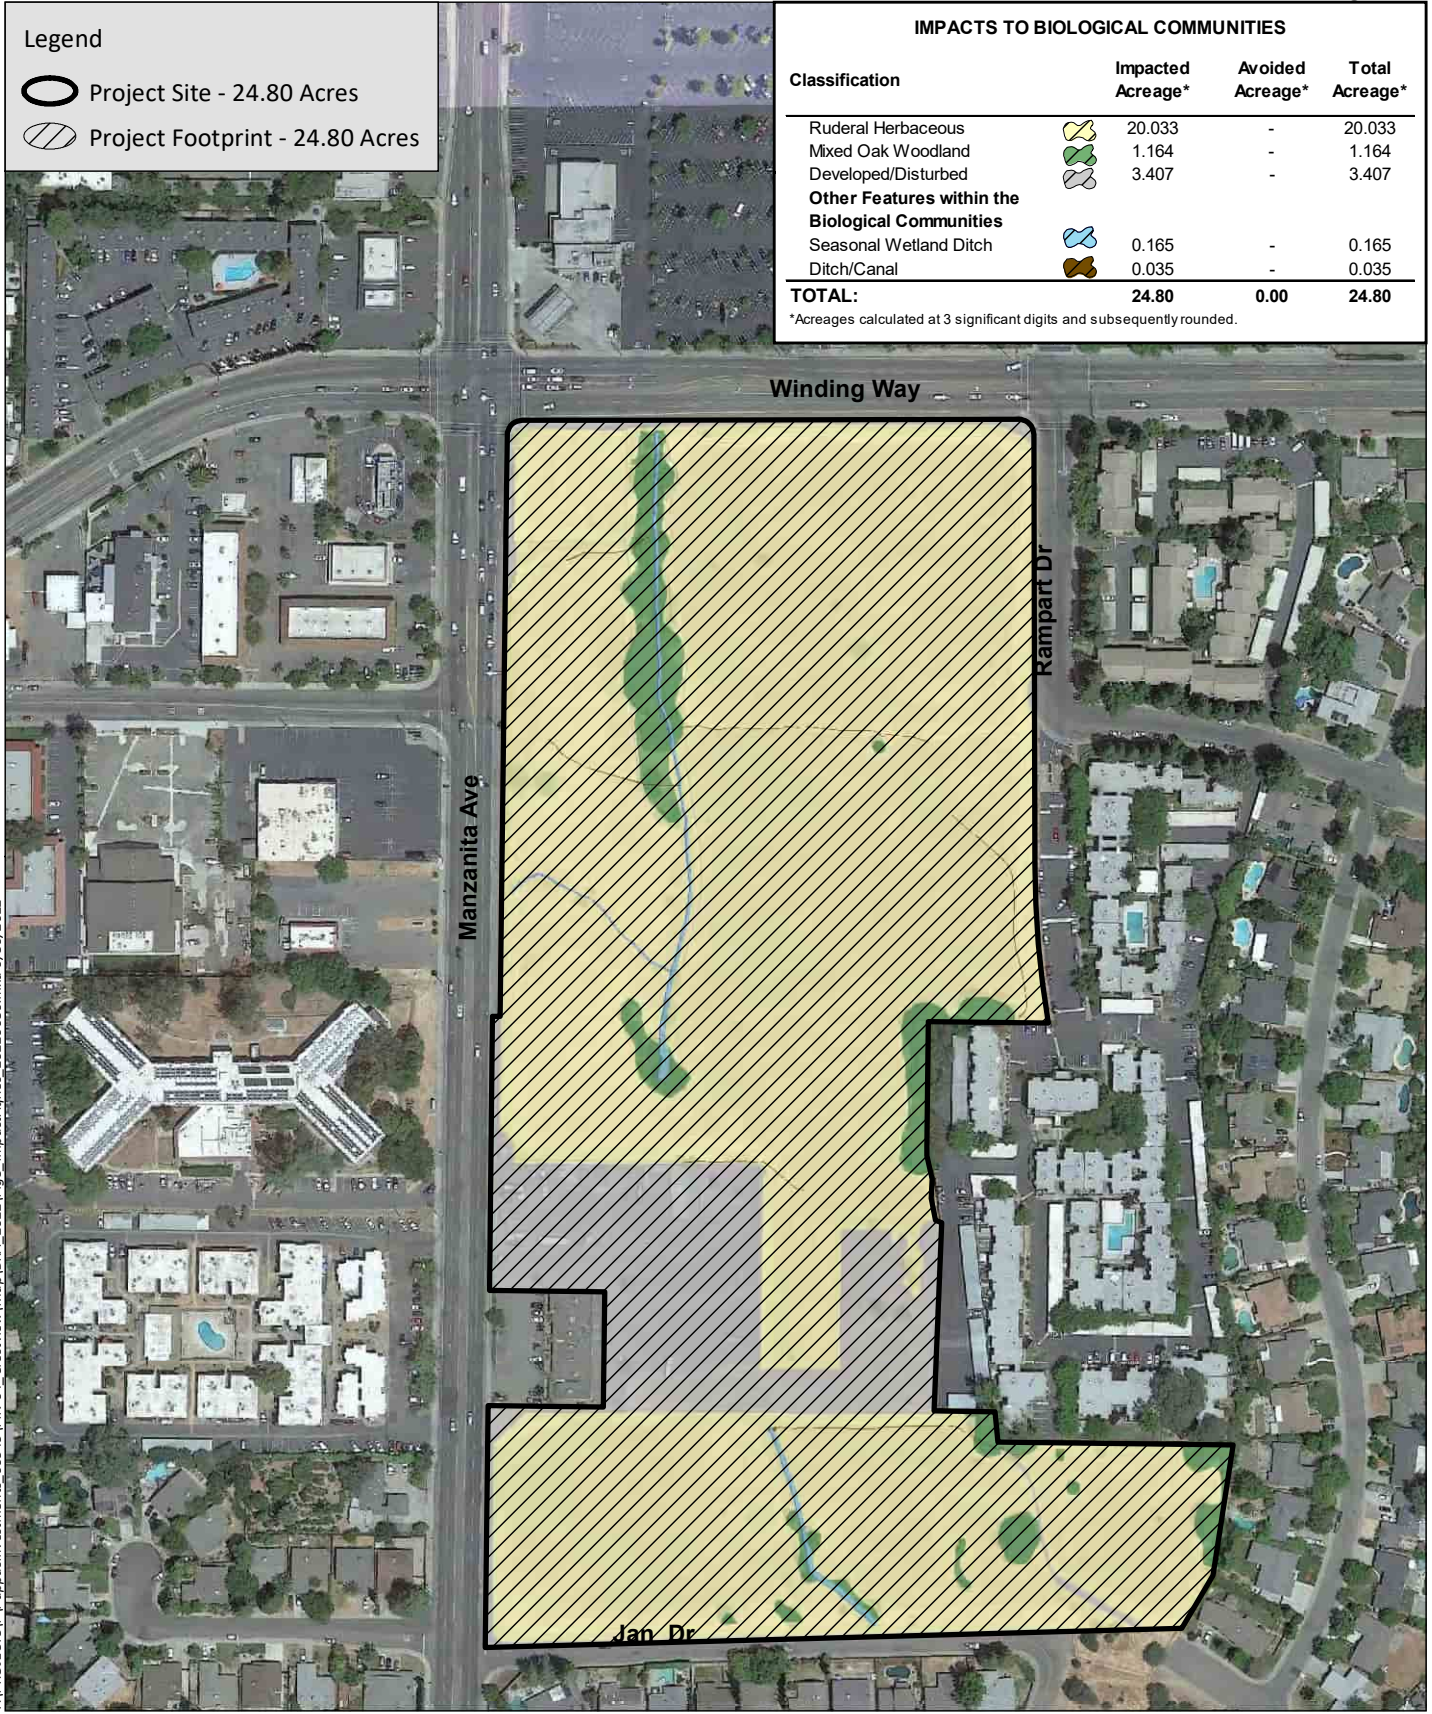 Legend
Project Site - 24.80 Acres
Project Footprint - 24.80 Acres
IMPACTS TO BIOLOGICAL COMMUNITIES
Classification Impacted Acreage* Avoided Acreage* Total Acreage*
Ruderal Herbaceous 20.033 - 20.033
Mixed Oak Woodland 1.164 - 1.164
Developed/Disturbed 3.407 - 3.407
Other Features within the
Biological Communities
Seasonal Wetland Ditch 0.165 - 0.165
Ditch/Canal 0.035 - 0.035
TOTAL: 24.80 0.00 24.80
*Acreages calculated at 3 significant digits and subsequently rounded.
Winding Way
Rampart Dr
Manzanita Ave
Jan Dr